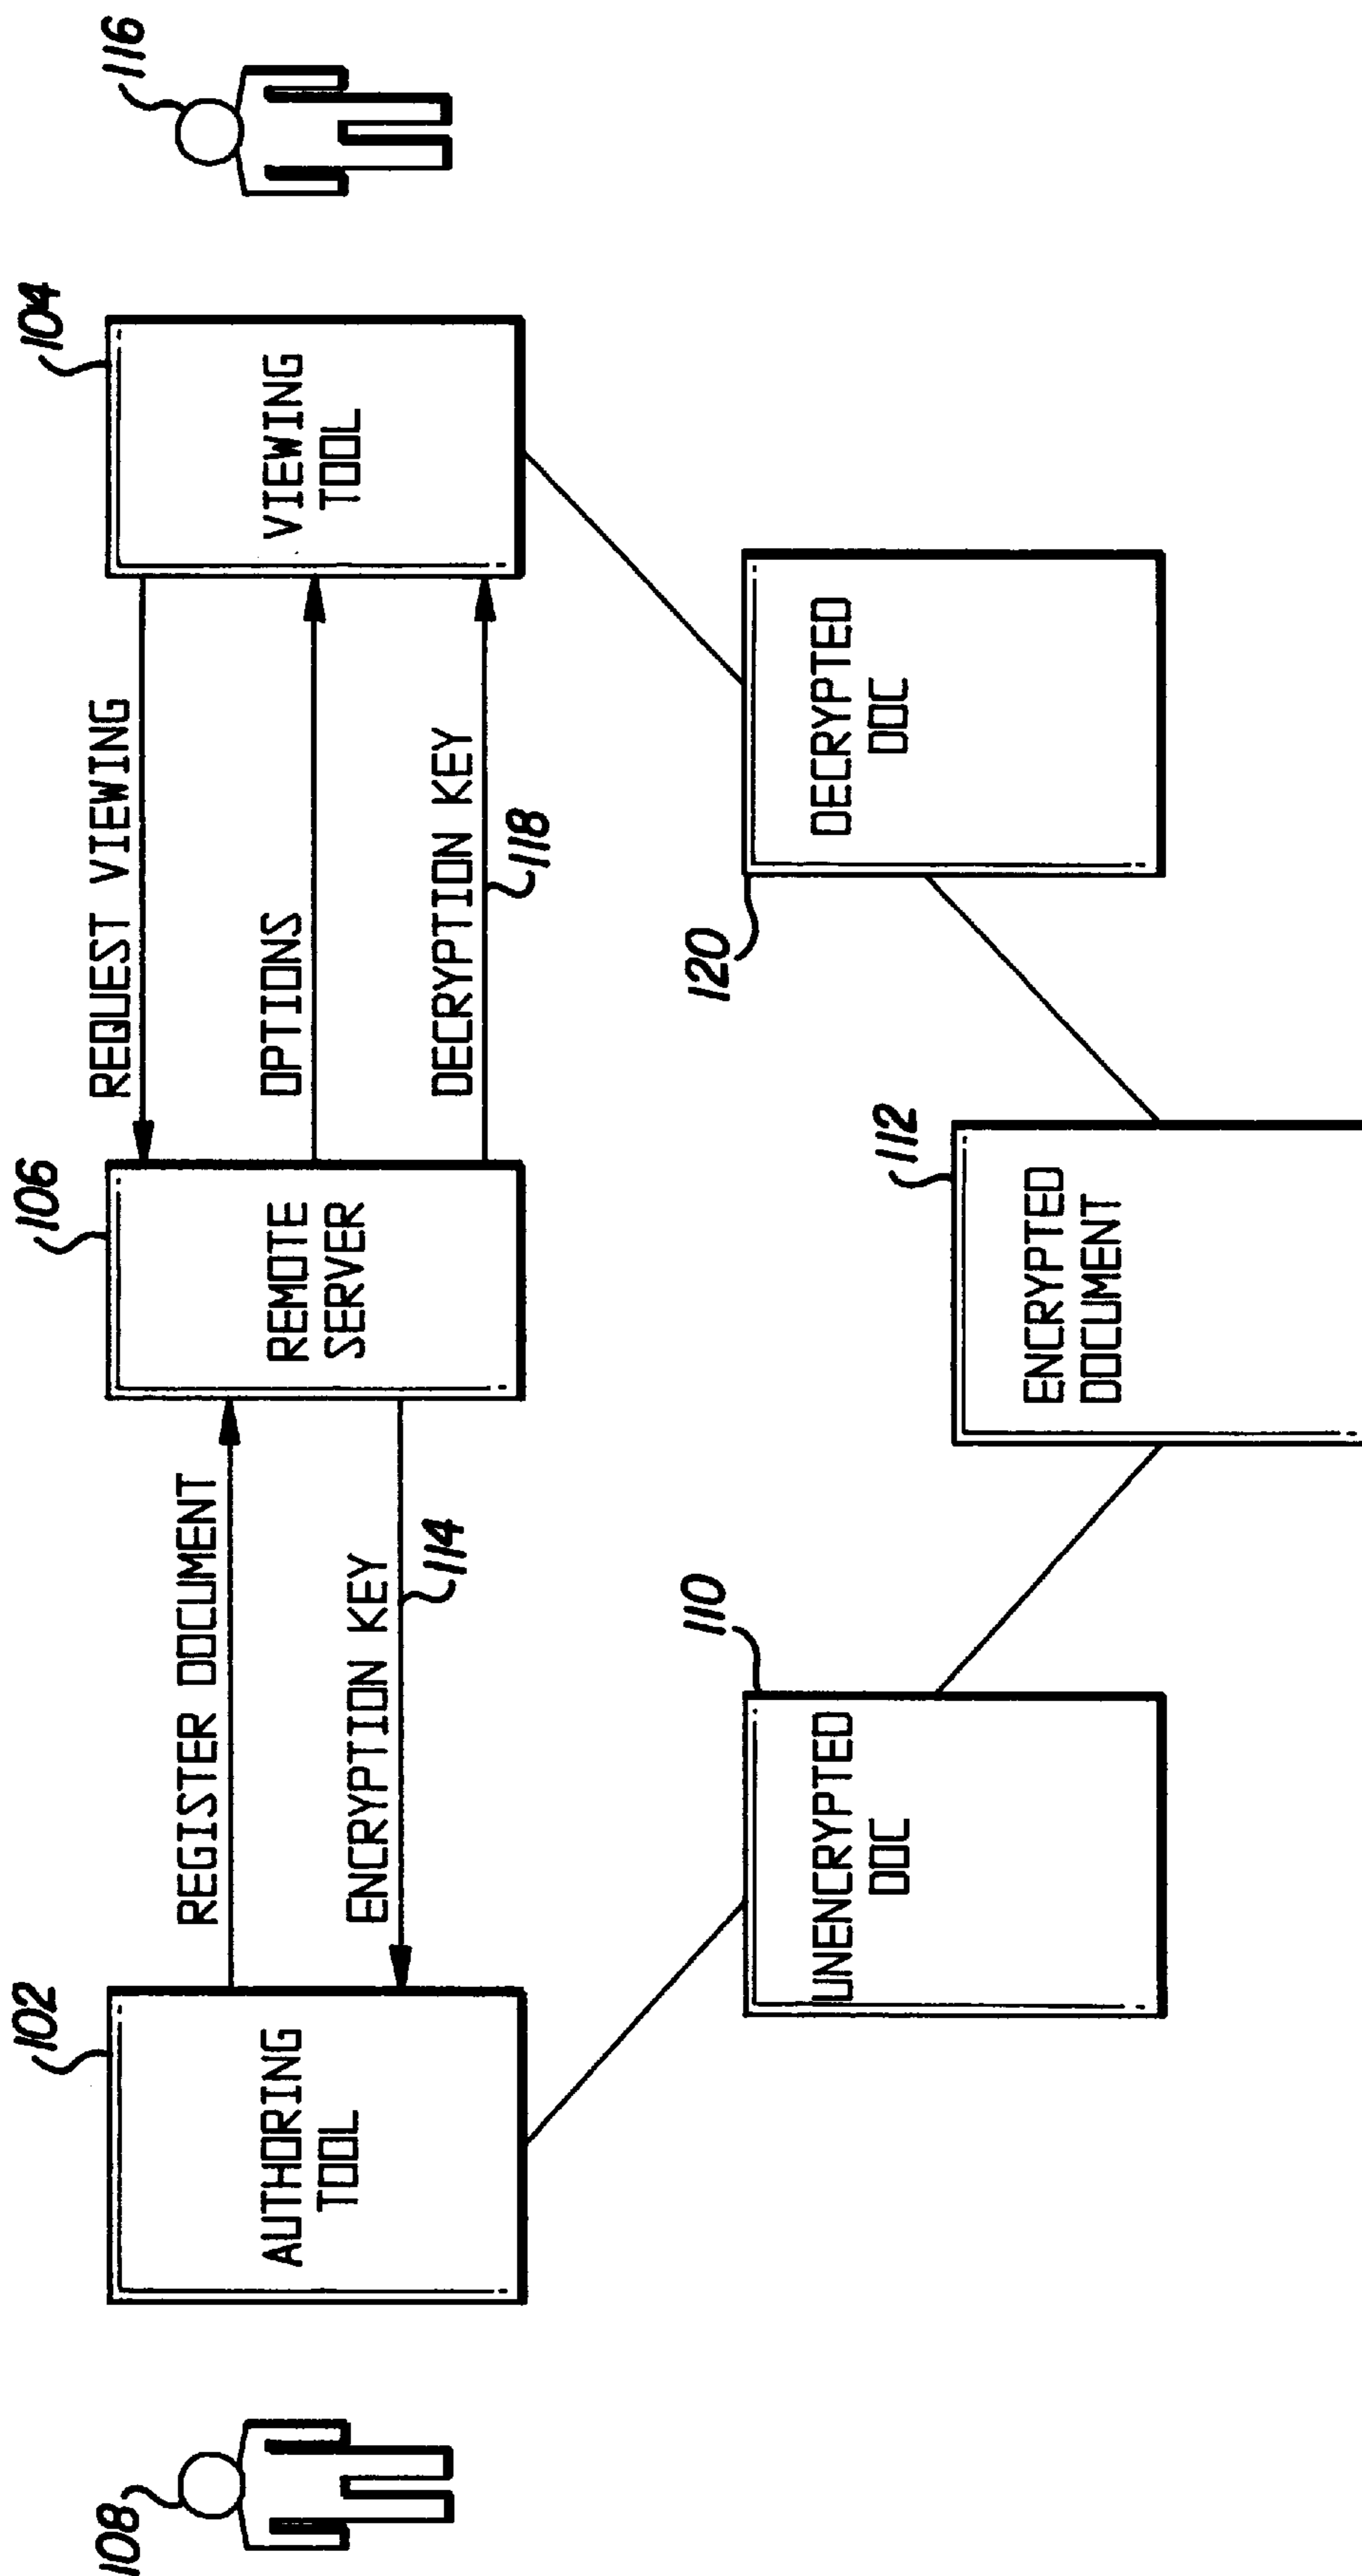 108
102
AUTHORING
TOOL
REGISTER DOCUMENT
ENCRYPTION KEY
114
106
REMOTE
SERVER
REQUEST VIEWING
OPTIONS
DECRYPTION KEY
118
104
VIEWING
TOOL
116
110
UNENCRYPTED
DOC
112
ENCRYPTED
DOCUMENT
120
DECRYPTED
DOC